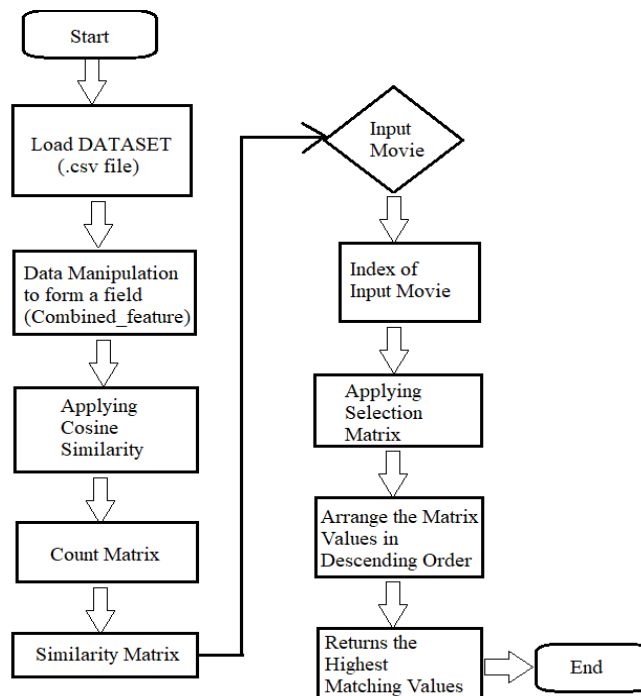 Start
Load DATASET
(.csv file)
Data Manipulation
to form a field
(Combined_feature)
Applying
Cosine
Similarity
Count Matrix
Similarity Matrix
Input
Movie
Index of
Input Movie
Applying
Selection
Matrix
Arrange the Matrix
Values in
Descending Order
Returns the
Highest
Matching Values
End